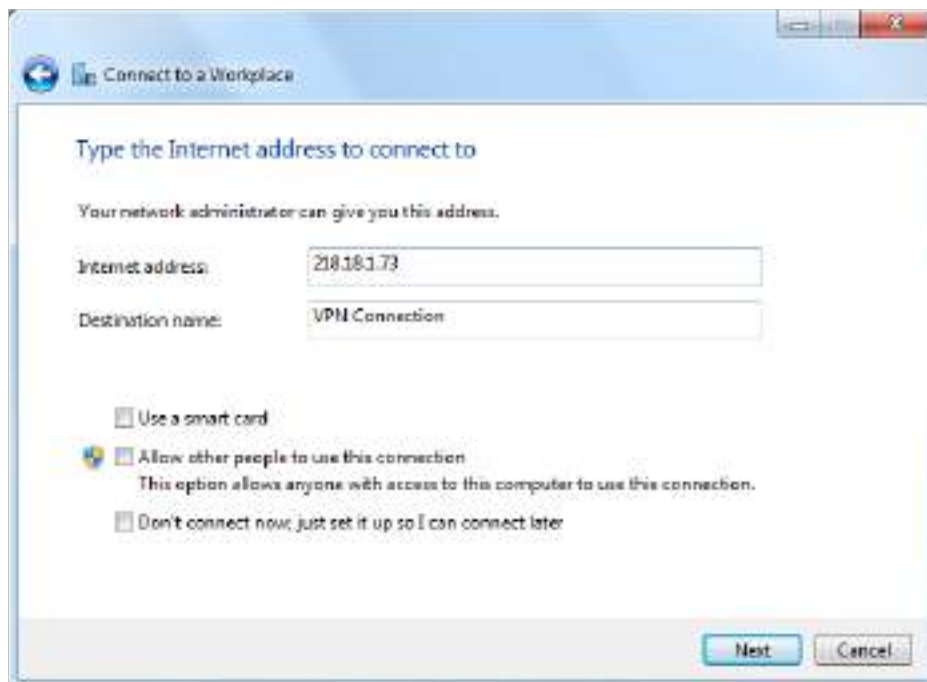 Connect to a Workplace
Type the Internet address to connect to
Your network administrator can give you this address.
Internet address: 218.18.1.73
Destination name: VPN Connection
Use a smart card
Allow other people to use this connection
This option allows anyone with access to this computer to use this connection.
Don't connect now; just set it up so I can connect later
Next Cancel